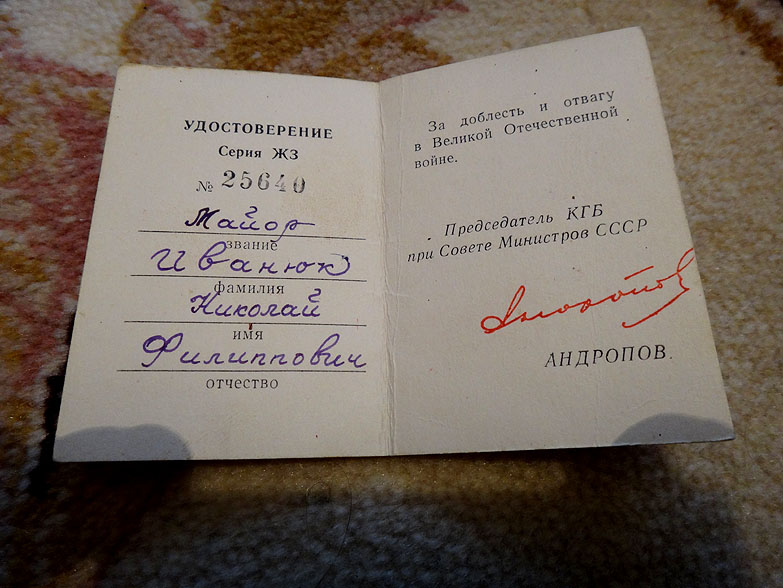 УДОСТОВЕРЕНИЕ
Серия ЖЗ
№ 25640
Майор
звание
Иванюк
фамилия
Николай
имя
Филиппович
отчество
За доблесть и отвагу
в Великой Отечественной
войне.
Председатель КГБ
при Совете Министров СССР
Андропов
АНДРОПОВ.